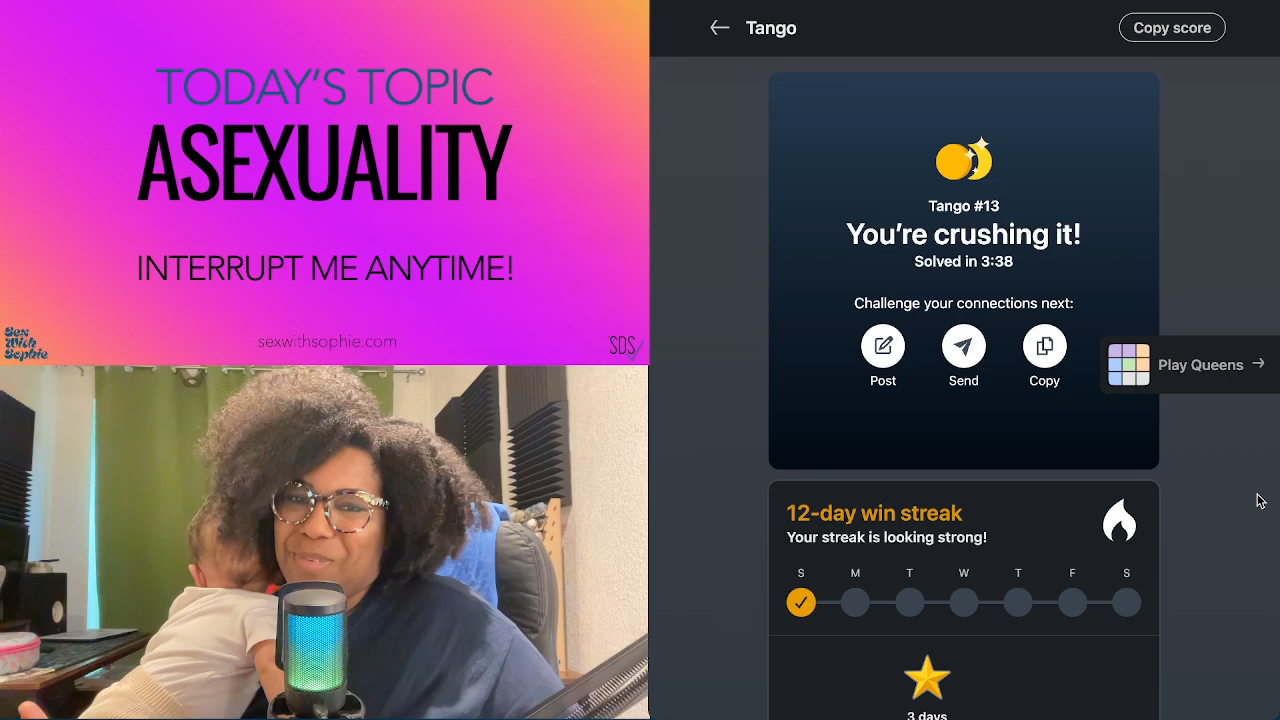 TODAY'S TOPIC
ASEXUALITY
INTERRUPT ME ANYTIME!
Sex
With
Sophie
sexwithsophie.com
SDS
Tango
Copy score
Tango #13
You're crushing it!
Solved in 3:38
Challenge your connections next:
Post
Send
Copy
Play Queens
12-day win streak
Your streak is looking strong!
S M T W T F S
3 days